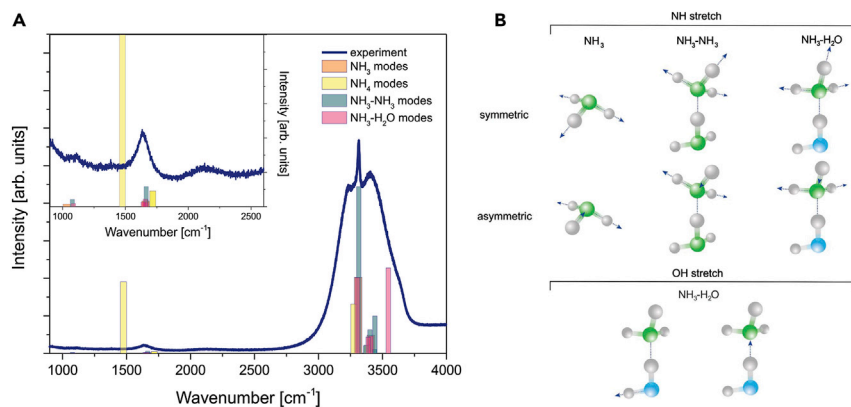 A
Intensity [arb. units]
Wavenumber [cm⁻¹]
1000 1500 2000 2500 3000 3500 4000
1000 1500 2000 2500
Wavenumber [cm⁻¹]
Intensity [arb. units]
experiment
NH₃ modes
NH₄ modes
NH₃-NH₃ modes
NH₃-H₂O modes
B
NH stretch
NH₃ NH₃-NH₃ NH₃-H₂O
symmetric
asymmetric
OH stretch
NH₃-H₂O